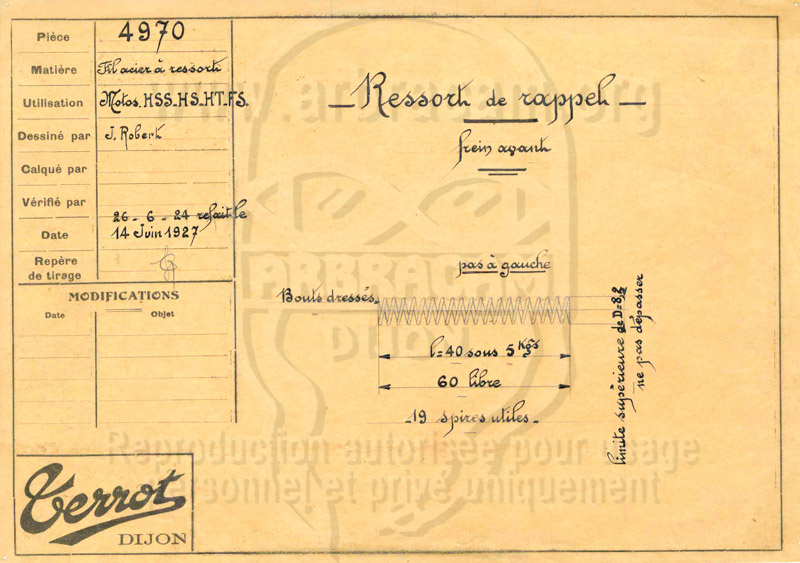 Pièce 4970
Matière Fil acier à ressort
Utilisation Motos. HSS-HS-HT-FS.
Dessiné par J. Robert
Calqué par
Vérifié par
26-6-24 refait le
Date 14 Juin 1927
Repère
de tirage
MODIFICATIONS
Date Objet
www.arbracam.org
-Ressort de rappel-
frein avant
ARBRACAM
DIJON
pas à gauche
Bouts dressés.
l=40 sous 5 Kgs
60 libre
-19 spires utiles-
limite supérieure de D=8,2
ne pas dépasser
Reproduction autorisée pour usage
personnel et privé uniquement
Terrot
DIJON